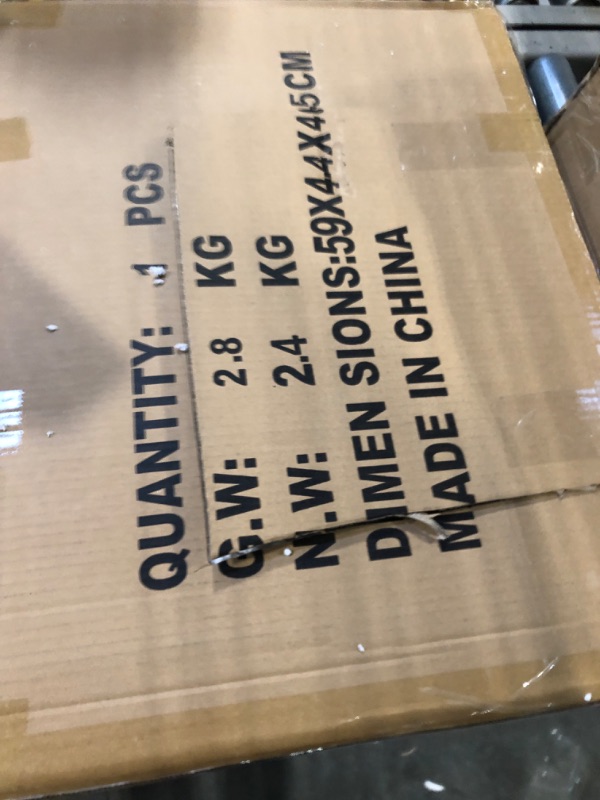 QUANTITY: 1 PCS
G.W: 2.8 KG
N.W: 2.4 KG
DIMEN SIONS:59X44X45CM
MADE IN CHINA